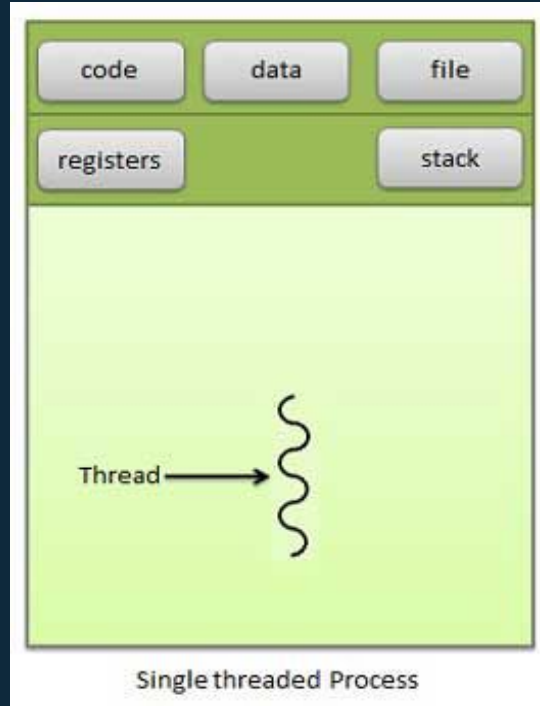 code data file
registers stack
Thread
Single threaded Process